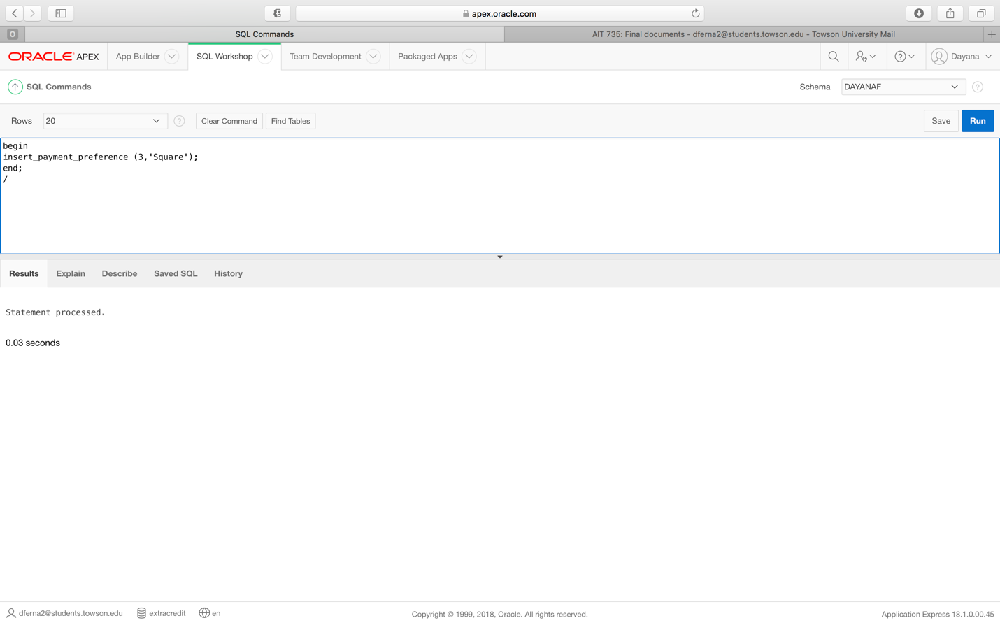 apex.oracle.com
O
SQL Commands
AIT 735: Final documents - dferna2@students.towson.edu - Towson University Mail
ORACLE APEX
App Builder
SQL Workshop
Team Development
Packaged Apps
?
Dayana
SQL Commands
Schema
DAYANAF
?
Rows
20
?
Clear Command
Find Tables
Save
Run
begin
insert_payment_preference (3,'Square');
end;
/
Results
Explain
Describe
Saved SQL
History
Statement processed.
0.03 seconds
dferna2@students.towson.edu
extracredit
en
Copyright © 1999, 2018, Oracle. All rights reserved.
Application Express 18.1.0.00.45